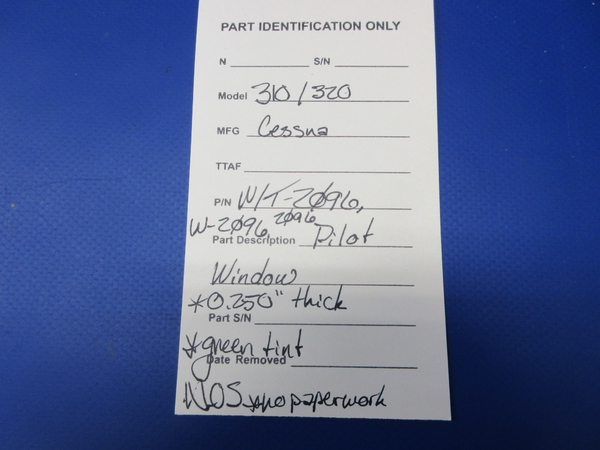 PART IDENTIFICATION ONLY
N S/N
Model 310/320
MFG Cessna
TTAF
P/N W/T-2096,
W-2096, 2096
Part Description Pilot
Window
*0.250" thick
Part S/N
*green tint
Date Removed
NOS *no paperwork